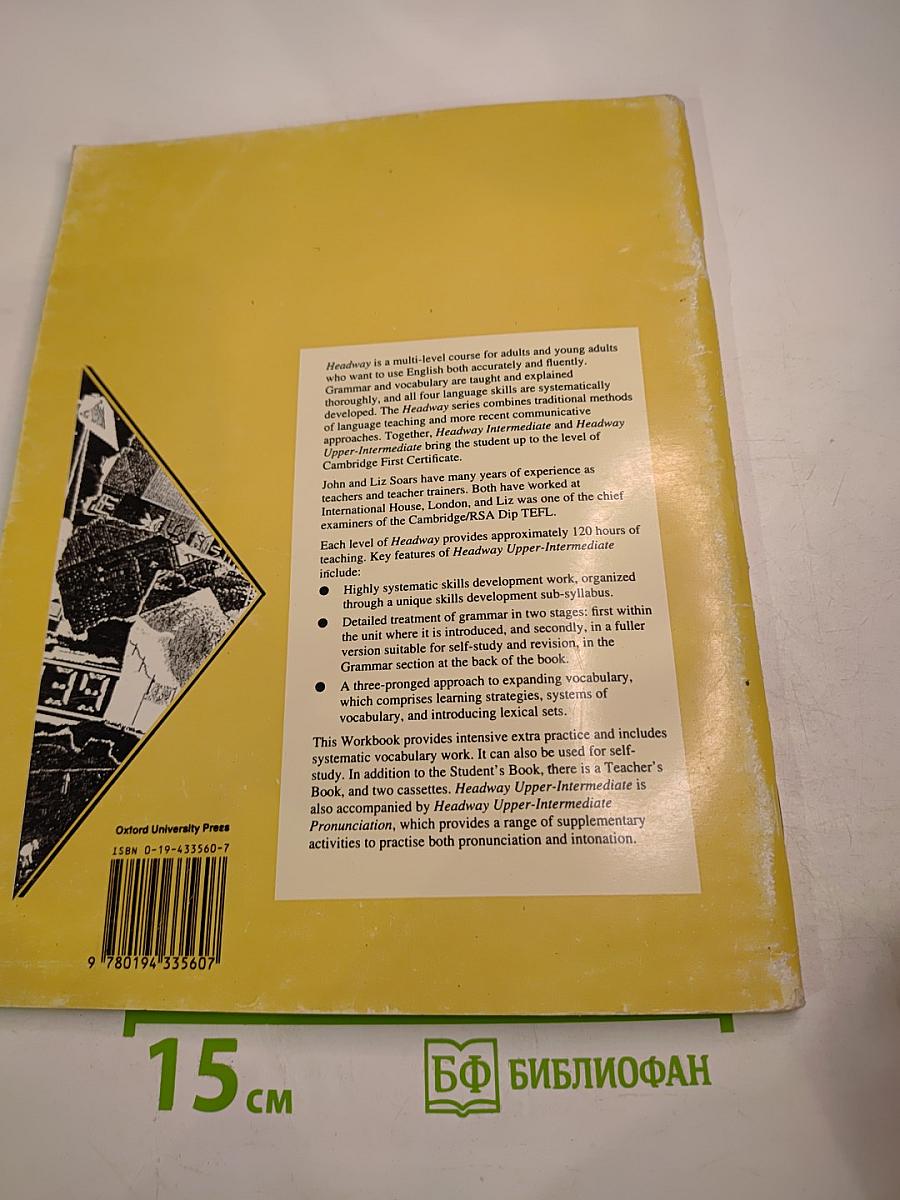 Headway is a multi-level course for adults and young adults
who want to use English both accurately and fluently.
Grammar and vocabulary are taught and explained
thoroughly, and all four language skills are systematically
developed. The Headway series combines traditional methods
of language teaching and more recent communicative
approaches. Together, Headway Intermediate and Headway
Upper-Intermediate bring the student up to the level of
Cambridge First Certificate.
John and Liz Soars have many years of experience as
teachers and teacher trainers. Both have worked at
International House, London, and Liz was one of the chief
examiners of the Cambridge/RSA Dip TEFL.
Each level of Headway provides approximately 120 hours of
teaching. Key features of Headway Upper-Intermediate
include:
● Highly systematic skills development work, organized
through a unique skills development sub-syllabus.
● Detailed treatment of grammar in two stages: first within
the unit where it is introduced, and secondly, in a fuller
version suitable for self-study and revision, in the
Grammar section at the back of the book.
● A three-pronged approach to expanding vocabulary,
which comprises learning strategies, systems of
vocabulary, and introducing lexical sets.
This Workbook provides intensive extra practice and includes
systematic vocabulary work. It can also be used for self-
study. In addition to the Student's Book, there is a Teacher's
Book, and two cassettes. Headway Upper-Intermediate is
also accompanied by Headway Upper-Intermediate
Pronunciation, which provides a range of supplementary
activities to practise both pronunciation and intonation.
Oxford University Press
ISBN 0-19-433560-7
9 780194 335607
15 см
БФ БИБЛИОФАН